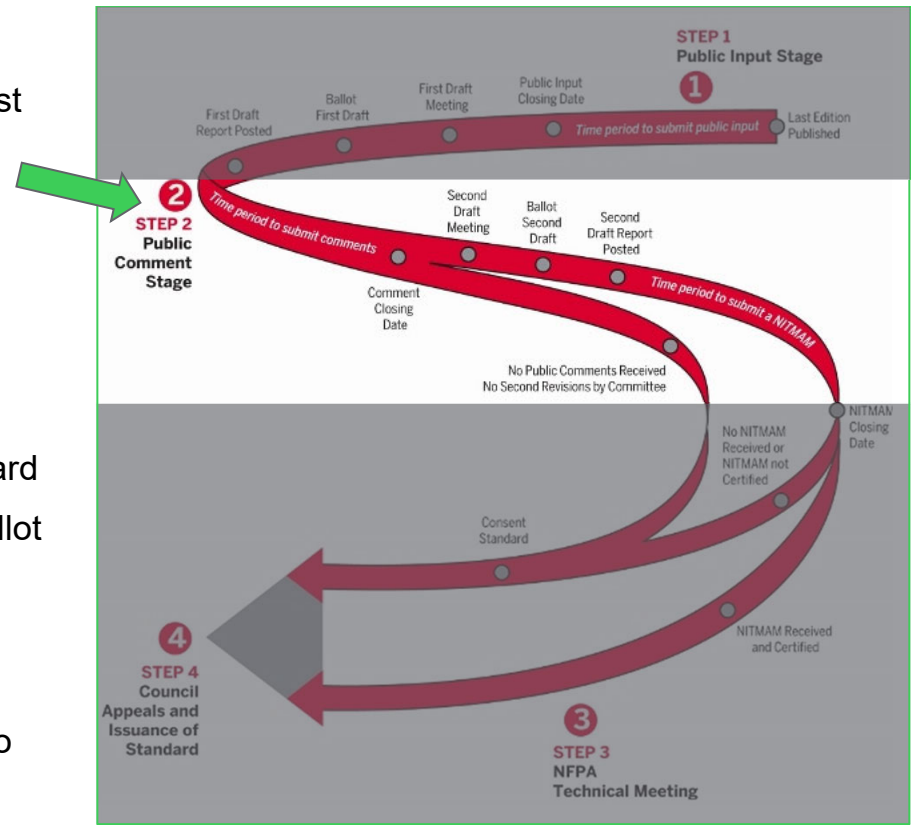 STEP 1
Public Input Stage
1
st
First Draft
Report Posted
Ballot
First Draft
First Draft
Meeting
Public Input
Closing Date
Time period to submit public input
Last Edition
Published
2
STEP 2
Public
Comment
Stage
Time period to submit comments
Second
Draft
Meeting
Ballot
Second
Draft
Second
Draft Report
Posted
Time period to submit a NITMAM
Comment
Closing
Date
No Public Comments Received
No Second Revisions by Committee
NITMAM
Closing
Date
No NITMAM
Received or
NITMAM not
Certified
ard
llot
Consent
Standard
NITMAM Received
and Certified
4
STEP 4
Council
Appeals and
Issuance of
Standard
o
3
STEP 3
NFPA
Technical Meeting